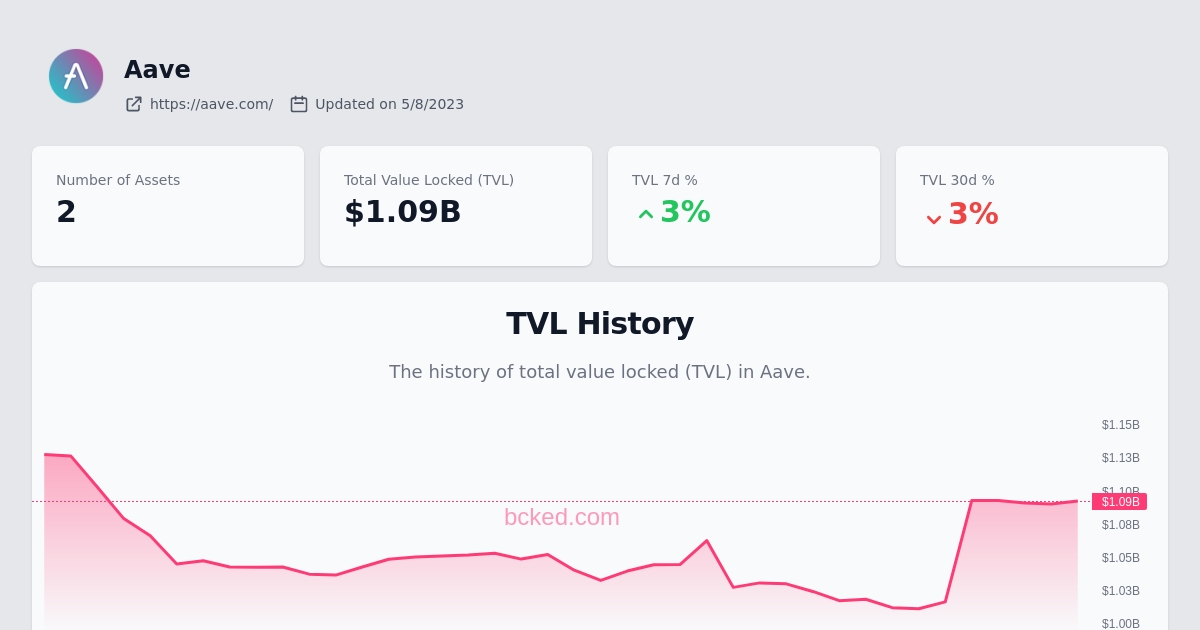 Aave
https://aave.com/ Updated on 5/8/2023
Number of Assets
2
Total Value Locked (TVL)
$1.09B
TVL 7d %
3%
TVL 30d %
3%
TVL History
The history of total value locked (TVL) in Aave.
$1.15B
$1.13B
$1.10B
$1.09B
bcked.com
$1.08B
$1.05B
$1.03B
$1.00B